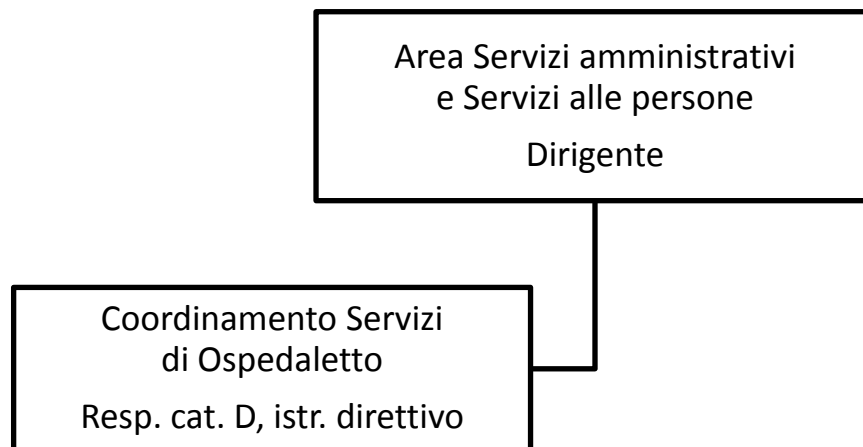 Area Servizi amministrativi
e Servizi alle persone
Dirigente
Coordinamento Servizi
di Ospedaletto
Resp. cat. D, istr. direttivo